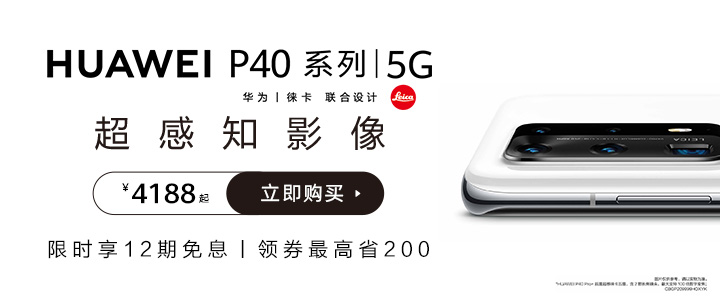 HUAWEI P40 系列|5G
华为 | 徕卡 联合设计
Leica
超感知影像
¥4188起
立即购买
限时享12期免息 | 领券最高省200
LEICA